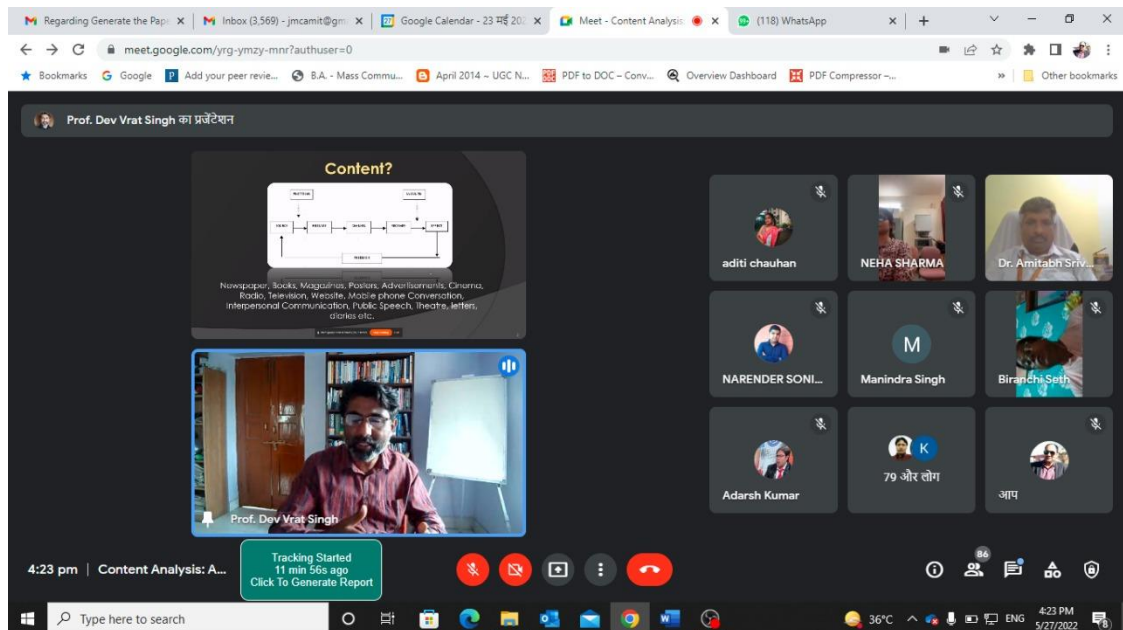 Regarding Generate the Pap
Inbox (3,569) - jmcamit@gm
Google Calendar - 23 मई 202
Meet - Content Analysis:
(118) WhatsApp
meet.google.com/yrg-ymzy-mnr?authuser=0
Bookmarks
Google
Add your peer revie...
B.A. - Mass Commu...
April 2014 ~ UGC N...
PDF to DOC – Conv...
Overview Dashboard
PDF Compressor –...
Other bookmarks
Prof. Dev Vrat Singh का प्रजेंटेशन
Content?
Newspaper, Books, Magazines, Posters, Advertisements, Cinema,
Radio, Television, Website, Mobile phone Conversation,
Interpersonal Communication, Public Speech, Theatre, letters,
diaries etc.
Prof. Dev Vrat Singh
aditi chauhan
NEHA SHARMA
Dr. Amitabh Sriv...
NARENDER SONI...
M
Manindra Singh
Biranchi Seth
Adarsh Kumar
K
79 और लोग
आप
4:23 pm | Content Analysis: A...
Tracking Started
11 min 56s ago
Click To Generate Report
86
Type here to search
36°C
ENG
4:23 PM
5/27/2022